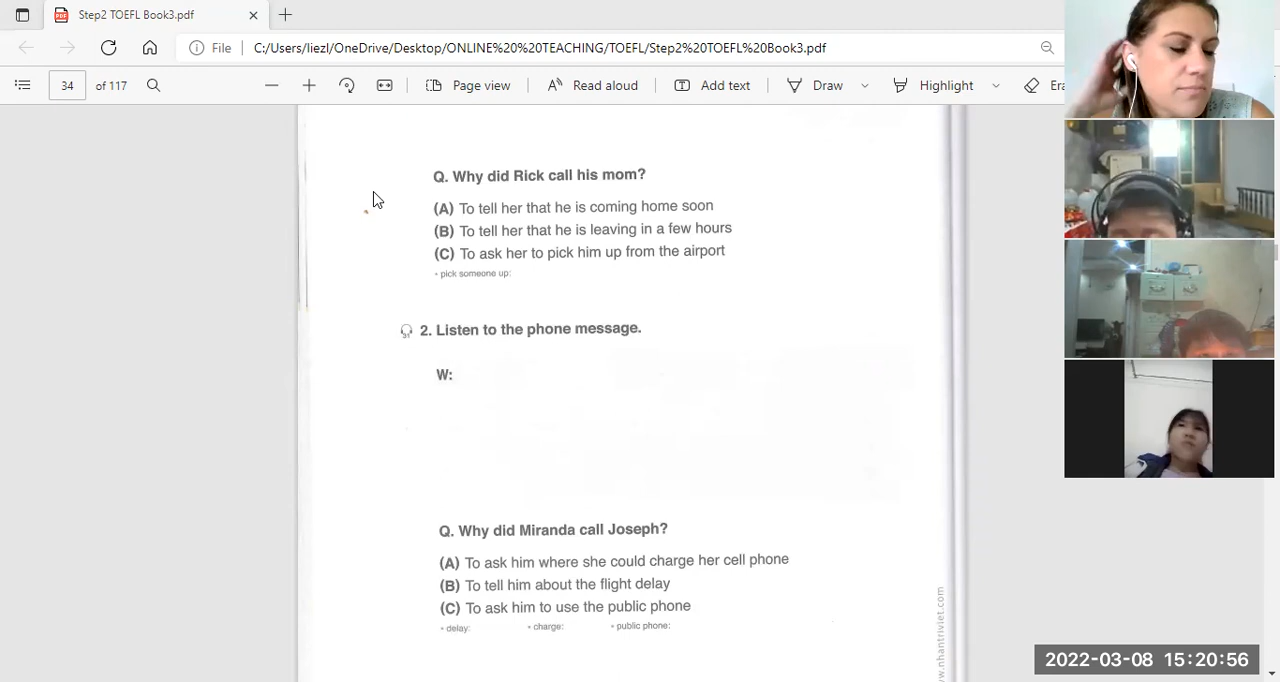 Step2 TOEFL Book3.pdf
File C:/Users/liezl/OneDrive/Desktop/ONLINE%20%20TEACHING/TOEFL/Step2%20TOEFL%20Book3.pdf
34 of 117 Page view Read aloud Add text Draw Highlight Era
Q. Why did Rick call his mom?
(A) To tell her that he is coming home soon
(B) To tell her that he is leaving in a few hours
(C) To ask her to pick him up from the airport
• pick someone up:
2. Listen to the phone message.
W:
Q. Why did Miranda call Joseph?
(A) To ask him where she could charge her cell phone
(B) To tell him about the flight delay
(C) To ask him to use the public phone
• delay: • charge: • public phone:
w.nhantriviet.com
2022-03-08 15:20:56